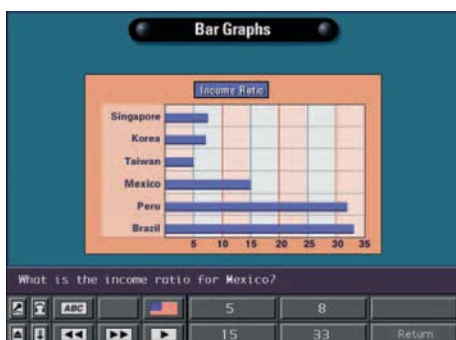 Bar Graphs
Income Ratio
Singapore
Korea
Taiwan
Mexico
Peru
Brazil
5 10 15 20 25 30 35
What is the income ratio for Mexico?
ABC 5 8
15 33 Return